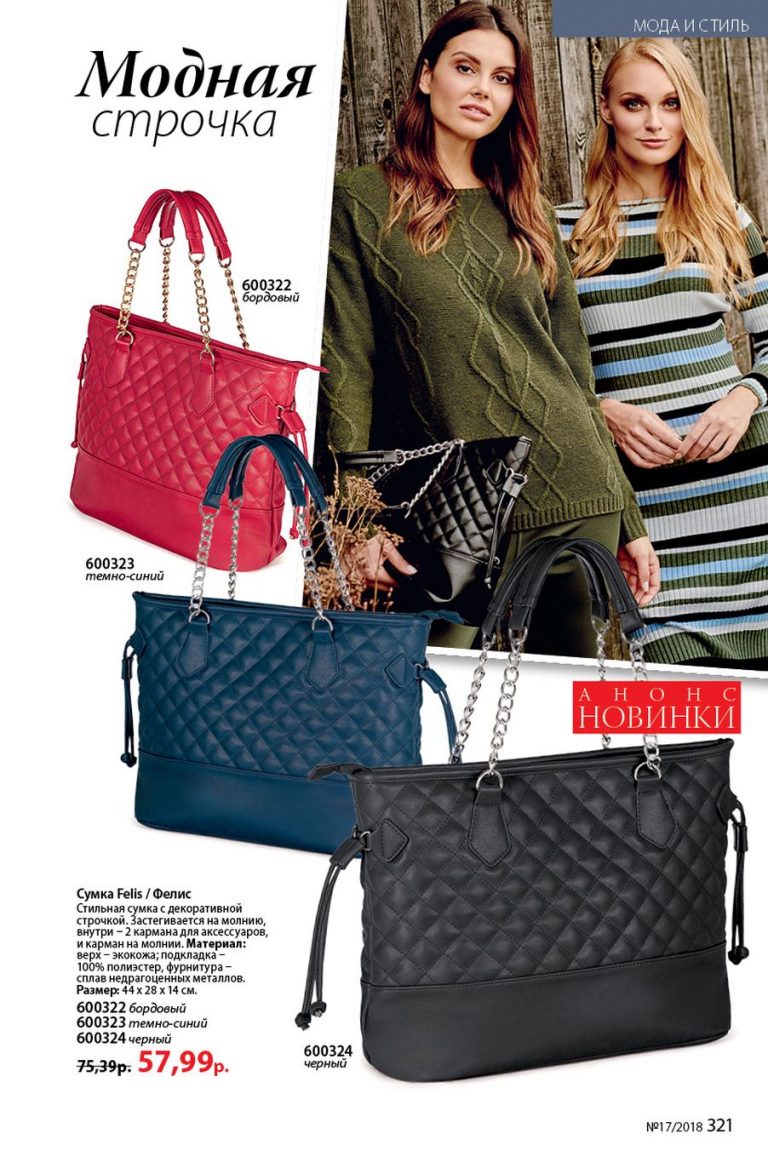 МОДА И СТИЛЬ
Модная
строчка
600322
бордовый
600323
темно-синий
АНОНС
НОВИНКИ
Сумка Felis / Фелис
Стильная сумка с декоративной
строчкой. Застегивается на молнию,
внутри – 2 кармана для аксессуаров,
и карман на молнии. Материал:
верх – экокожа; подкладка –
100% полиэстер, фурнитура –
сплав недрагоценных металлов.
Размер: 44 x 28 x 14 см.
600322 бордовый
600323 темно-синий
600324 черный
75,39р. 57,99р.
600324
черный
№17/2018 321